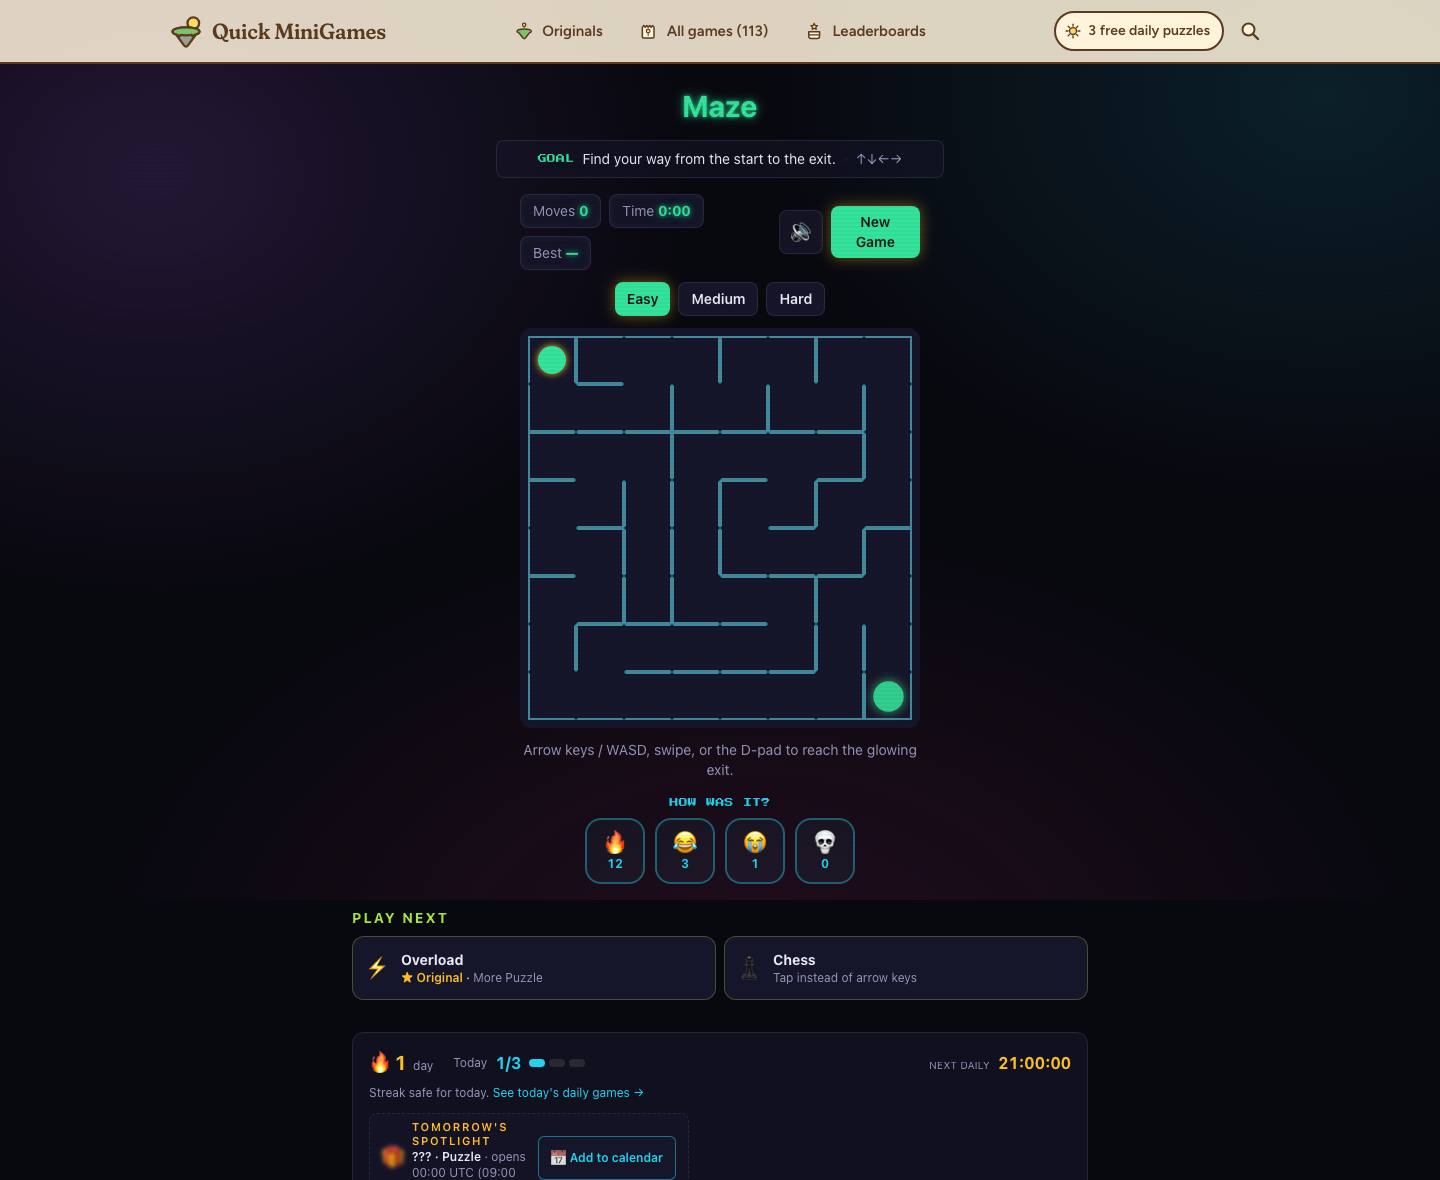 Quick MiniGames
Originals
All games (113)
Leaderboards
3 free daily puzzles
Maze
GOAL Find your way from the start to the exit. ↑↓←→
Moves 0
Time 0:00
Best —
New
Game
Easy
Medium
Hard
Arrow keys / WASD, swipe, or the D-pad to reach the glowing
exit.
HOW WAS IT?
12
3
1
0
PLAY NEXT
Overload
Original · More Puzzle
Chess
Tap instead of arrow keys
1 day
Today 1/3
NEXT DAILY 21:00:00
Streak safe for today. See today's daily games →
TOMORROW'S
SPOTLIGHT
??? · Puzzle · opens
00:00 UTC (09:00
Add to calendar